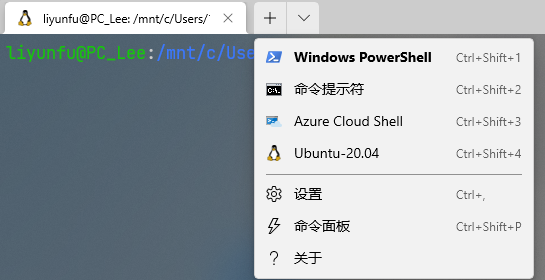 liyunfu@PC_Lee: /mnt/c/Users/
liyunfu@PC_Lee:/mnt/c/Use
Windows PowerShell Ctrl+Shift+1
命令提示符 Ctrl+Shift+2
Azure Cloud Shell Ctrl+Shift+3
Ubuntu-20.04 Ctrl+Shift+4
设置 Ctrl+,
命令面板 Ctrl+Shift+P
关于